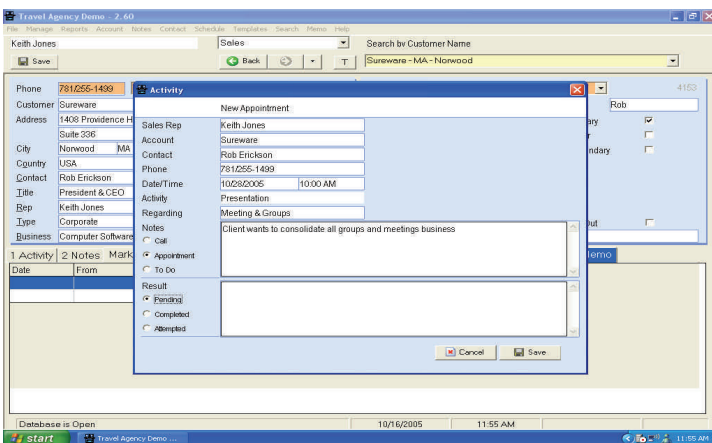 Travel Agency Demo - 2.60
File Manage Reports Account Notes Contact Schedule Templates Search Memo Help
Keith Jones Sales Search by Customer Name
Save Back T Sureware - MA - Norwood
Phone 781/255-1499 4153
Customer Sureware Rob
Address 1408 Providence H ary
Suite 336
City Norwood MA ndary
Country USA
Contact Rob Erickson
Title President & CEO
Rep Keith Jones
Type Corporate Out
Business Computer Software
Activity
New Appointment
Sales Rep Keith Jones
Account Sureware
Contact Rob Erickson
Phone 781/255-1499
Date/Time 10/28/2005 10:00 AM
Activity Presentation
Regarding Meeting & Groups
Notes Client wants to consolidate all groups and meetings business
Call
Appointment
To Do
Result
Pending
Completed
Attempted
Cancel Save
1 Activity 2 Notes Mark emo
Date From
Database is Open 10/16/2005 11:55 AM
start Travel Agency Demo ... 11:55 AM